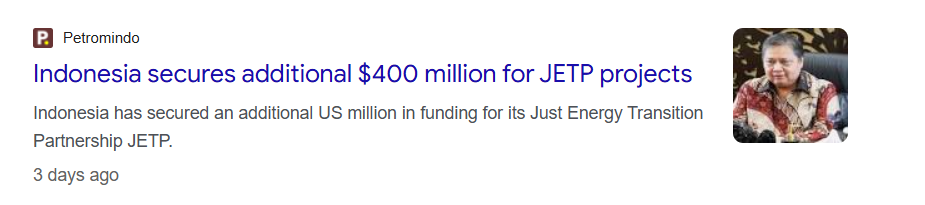 Petromindo
Indonesia secures additional $400 million for JETP projects
Indonesia has secured an additional US million in funding for its Just Energy Transition
Partnership JETP.
3 days ago